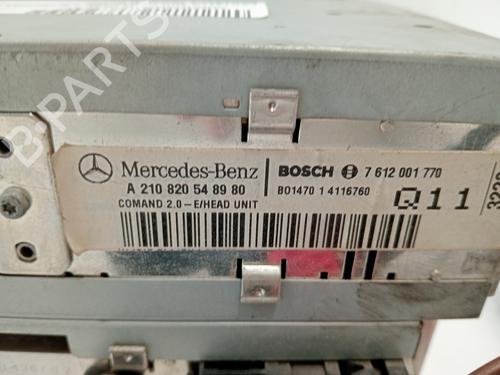 B-PARTS
Mercedes-Benz
BOSCH 7 612 001 770
A 210 820 54 89 80
BO1470 1 4116760
COMAND 2.0-E/HEAD UNIT
Q11